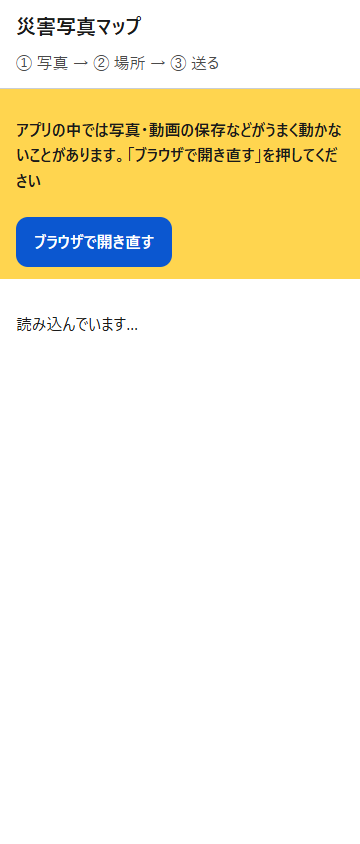 災害写真マップ
① 写真 → ② 場所 → ③ 送る
アプリの中では写真・動画の保存などがうまく動かな
いことがあります。「ブラウザで開き直す」を押してくだ
さい
ブラウザで開き直す
読み込んでいます…